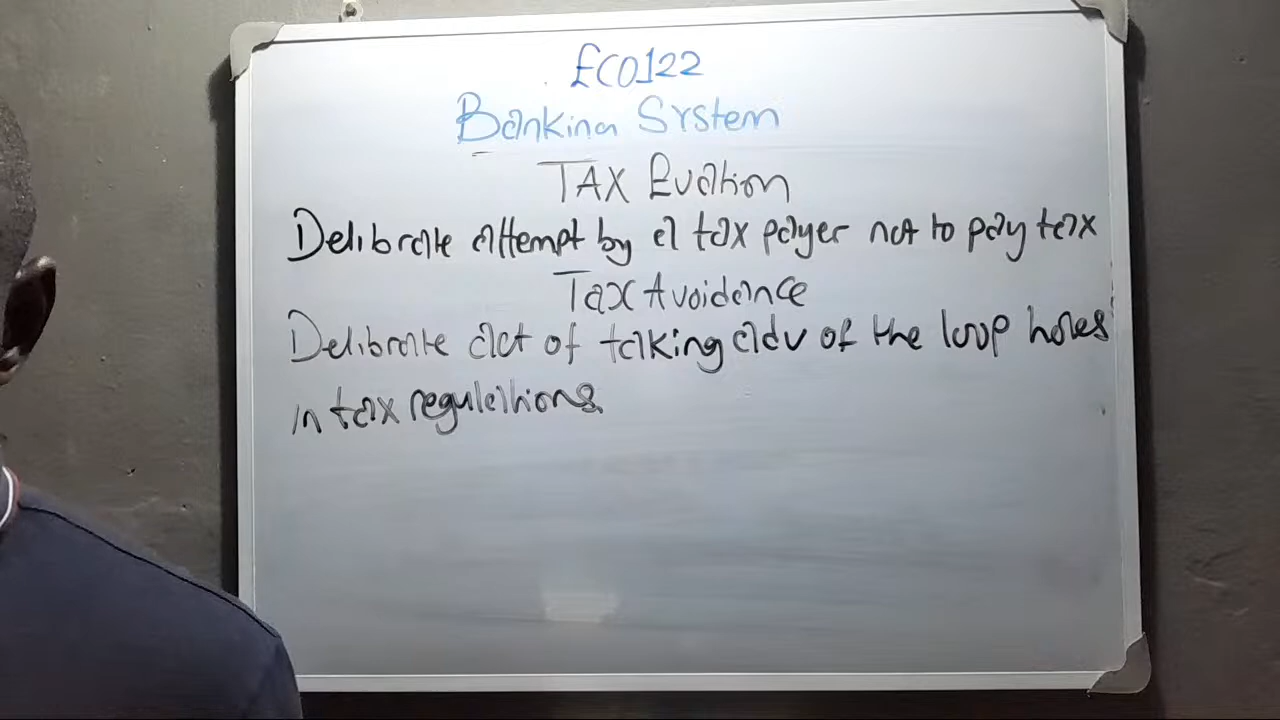 ECO122
Banking System
TAX Evation
Delibrate attempt by a tax payer not to pay tax
Tax Avoidance
Delibrate act of taking adv of the loop holes
in tax regulations.